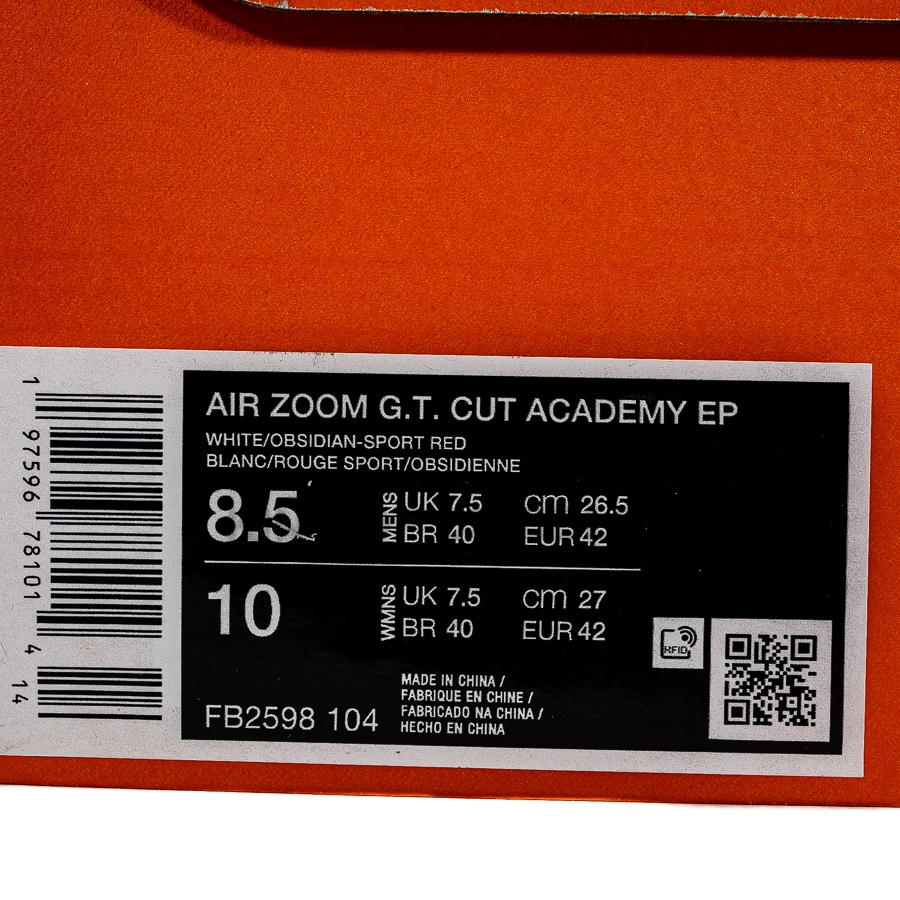 AIR ZOOM G.T. CUT ACADEMY EP
WHITE/OBSIDIAN-SPORT RED
BLANC/ROUGE SPORT/OBSIDIENNE
8.5 MENS UK 7.5 cm 26.5
BR 40 EUR 42
10 WMNS UK 7.5 cm 27
BR 40 EUR 42
RFID
MADE IN CHINA /
FABRIQUE EN CHINE /
FABRICADO NA CHINA /
HECHO EN CHINA
FB2598 104
1 97596 78101 4 14